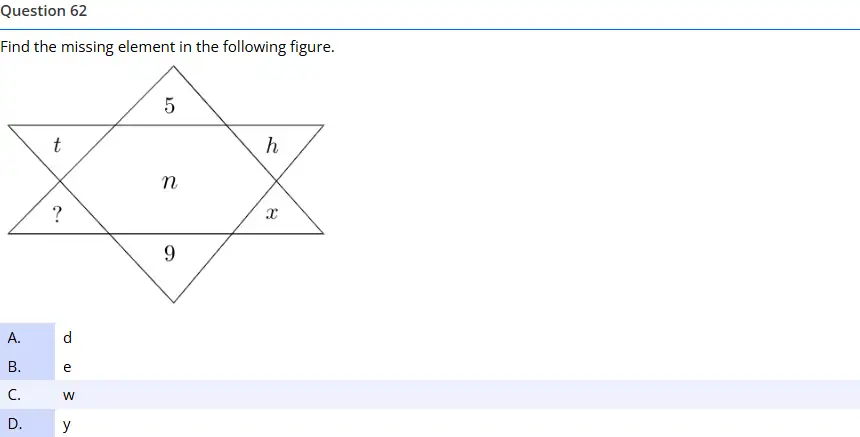 Question 62
Find the missing element in the following figure.
5
t
h
n
?
x
9
A. d
B. e
C. w
D. y